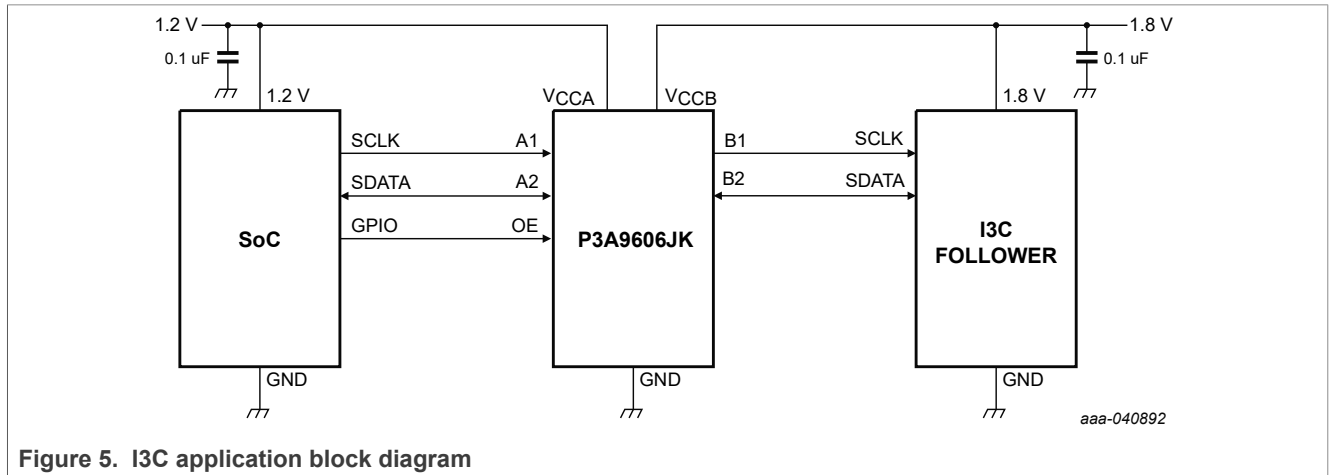 1.2 V
1.8 V
0.1 uF
0.1 uF
1.2 V
VCCA
VCCB
1.8 V
SCLK A1
B1 SCLK
SDATA A2
B2 SDATA
GPIO OE
SoC
P3A9606JK
I3C
FOLLOWER
GND
GND
GND
aaa-040892
Figure 5. I3C application block diagram